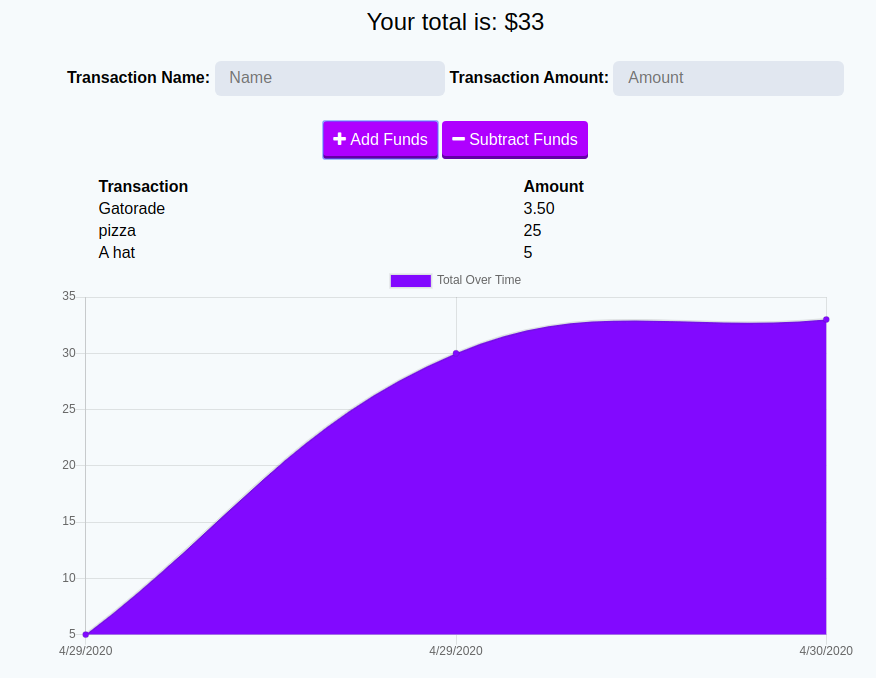 Your total is: $33
Transaction Name: Name Transaction Amount: Amount
Add Funds Subtract Funds
Transaction Amount
Gatorade 3.50
pizza 25
A hat 5
Total Over Time
35
30
25
20
15
10
5
4/29/2020 4/29/2020 4/30/2020